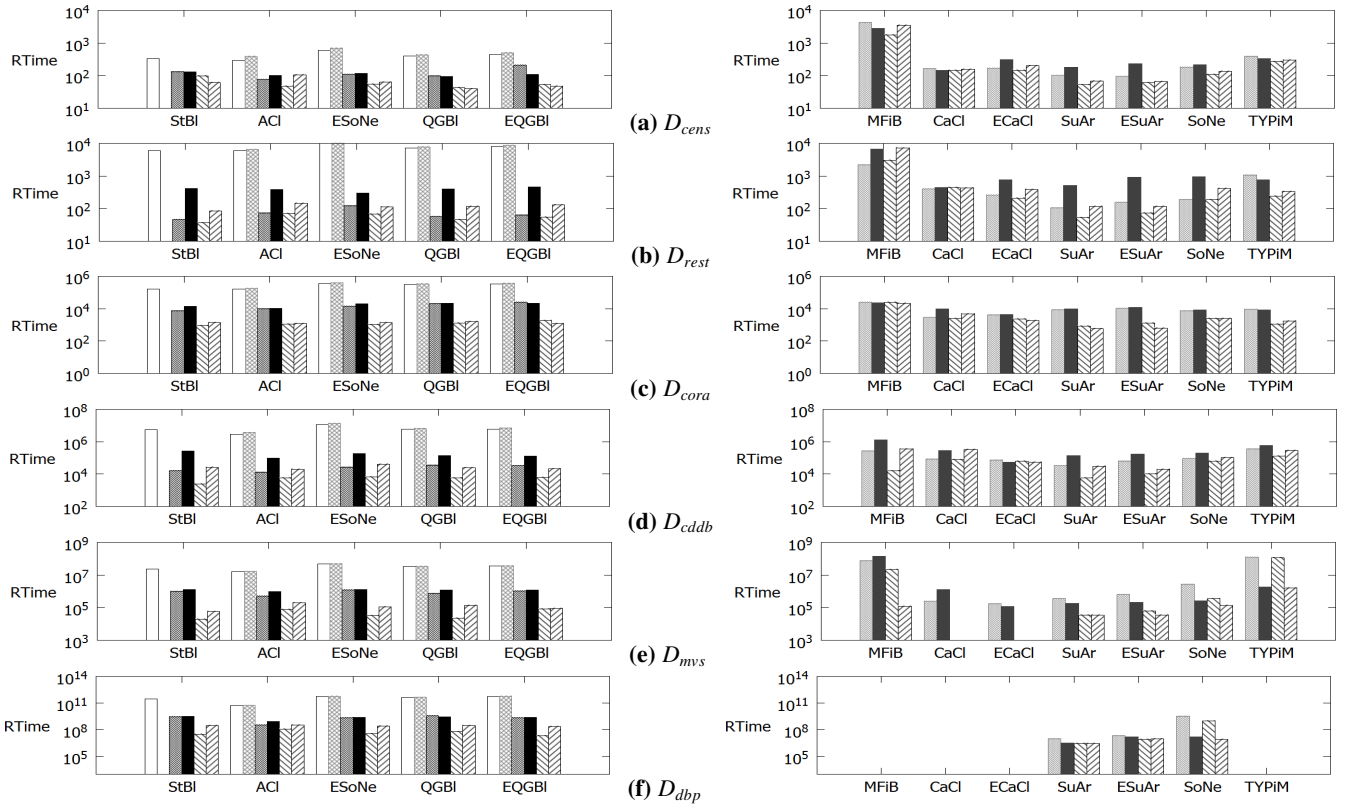 10^4
10^3
RTime
10^2
10^1
StBl ACl ESoNe QGBl EQGBl
10^4
10^3
RTime
10^2
10^1
MFiB CaCl ECaCl SuAr ESuAr SoNe TYPiM
(a) D_cens
10^4
10^3
RTime
10^2
10^1
StBl ACl ESoNe QGBl EQGBl
10^4
10^3
RTime
10^2
10^1
MFiB CaCl ECaCl SuAr ESuAr SoNe TYPiM
(b) D_rest
10^6
10^4
RTime
10^2
10^0
StBl ACl ESoNe QGBl EQGBl
10^6
10^4
RTime
10^2
10^0
MFiB CaCl ECaCl SuAr ESuAr SoNe TYPiM
(c) D_cora
10^8
10^6
RTime
10^4
10^2
StBl ACl ESoNe QGBl EQGBl
10^8
10^6
RTime
10^4
10^2
MFiB CaCl ECaCl SuAr ESuAr SoNe TYPiM
(d) D_cddb
10^9
10^7
RTime
10^5
10^3
StBl ACl ESoNe QGBl EQGBl
10^9
10^7
RTime
10^5
10^3
MFiB CaCl ECaCl SuAr ESuAr SoNe TYPiM
(e) D_mvs
10^14
10^11
RTime
10^8
10^5
StBl ACl ESoNe QGBl EQGBl
10^14
10^11
RTime
10^8
10^5
MFiB CaCl ECaCl SuAr ESuAr SoNe TYPiM
(f) D_dbp